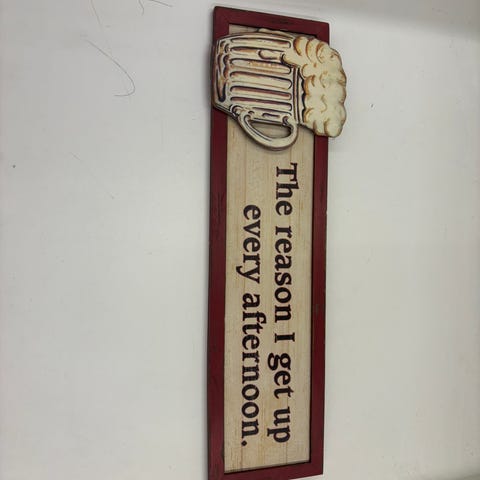 The reason I get up
every afternoon.